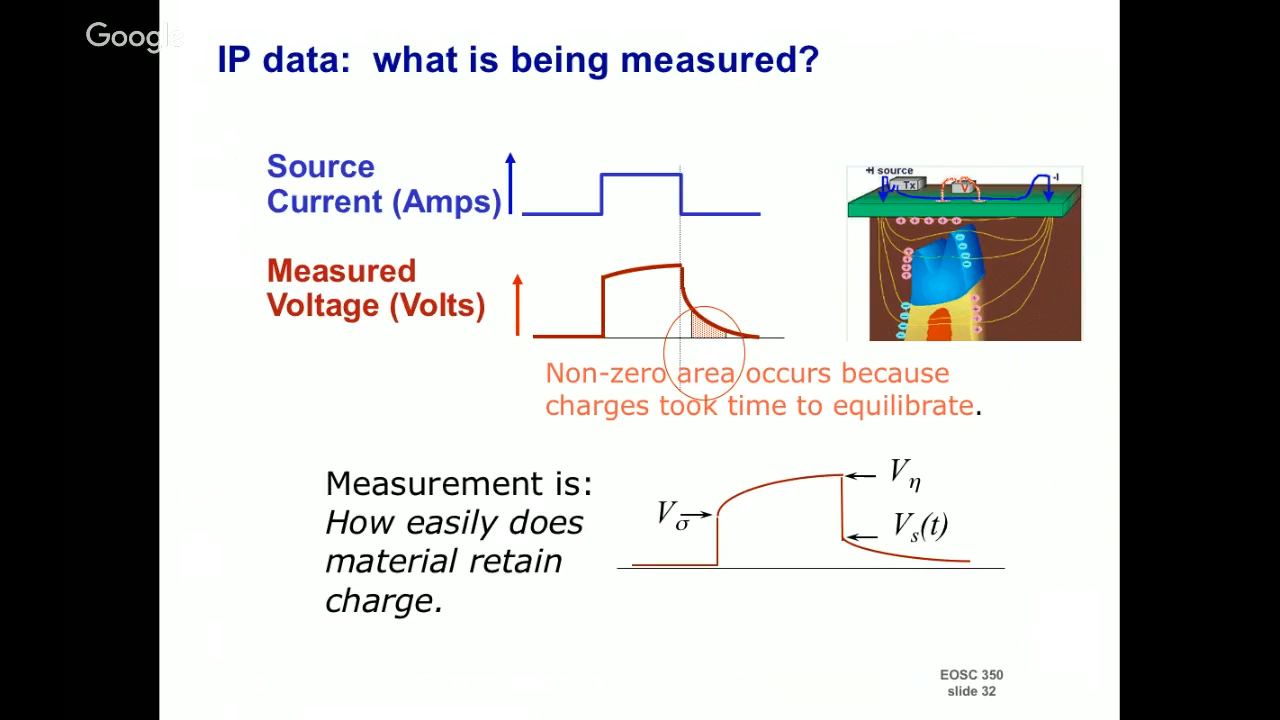 Google
IP data: what is being measured?
Source
Current (Amps)
Measured
Voltage (Volts)
+I source
Tx
V
-I
Non-zero area occurs because
charges took time to equilibrate.
Measurement is:
How easily does
material retain
charge.
Vσ
Vη
Vs(t)
EOSC 350
slide 32